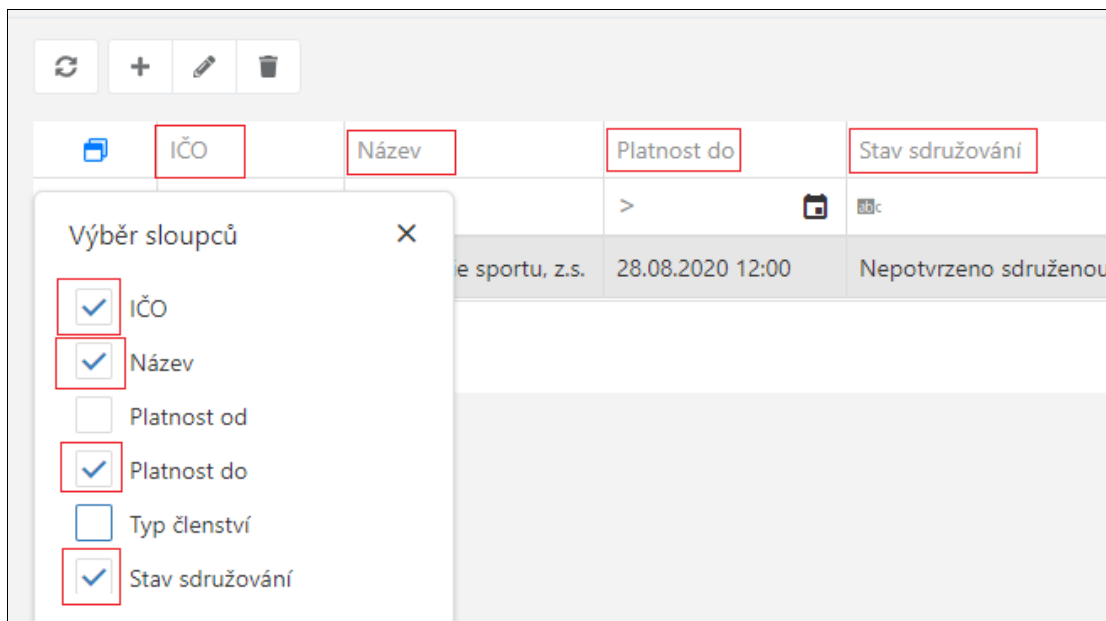 IČO Název Platnost do Stav sdružování
> abc
Výběr sloupců
sportu, z.s. 28.08.2020 12:00 Nepotvrzeno sdruženou
IČO
Název
Platnost od
Platnost do
Typ členství
Stav sdružování